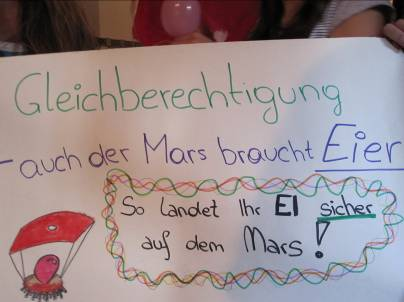 Gleichberechtigung
- auch der Mars braucht Eier
So landet Ihr EI sicher
auf dem Mars!